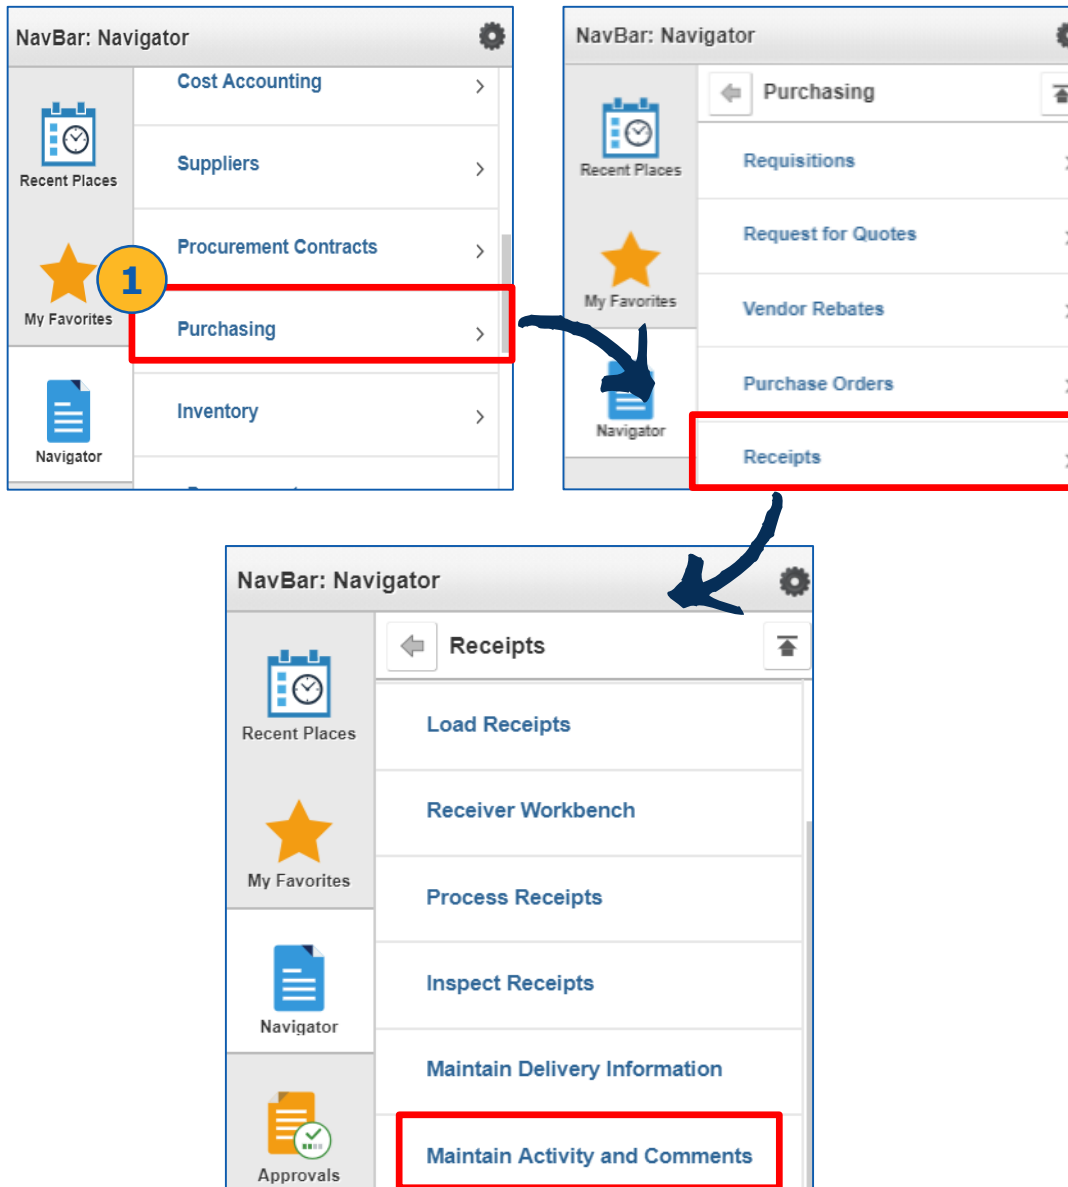 NavBar: Navigator
Cost Accounting
Recent Places
Suppliers
Procurement Contracts
1
My Favorites
Purchasing
Inventory
Navigator
NavBar: Navigator
Purchasing
Recent Places
Requisitions
Request for Quotes
My Favorites
Vendor Rebates
Purchase Orders
Navigator
Receipts
NavBar: Navigator
Receipts
Recent Places
Load Receipts
Receiver Workbench
My Favorites
Process Receipts
Inspect Receipts
Navigator
Maintain Delivery Information
Maintain Activity and Comments
Approvals